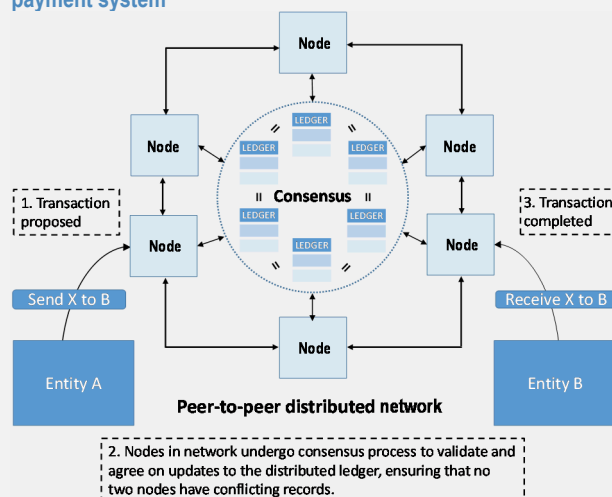 payment system
Node
LEDGER
Node
LEDGER
LEDGER
Node
1. Transaction
proposed
Consensus
3. Transaction
completed
Node
LEDGER
LEDGER
Node
LEDGER
Send X to B
Receive X to B
Node
Entity A
Entity B
Peer-to-peer distributed network
2. Nodes in network undergo consensus process to validate and
agree on updates to the distributed ledger, ensuring that no
two nodes have conflicting records.